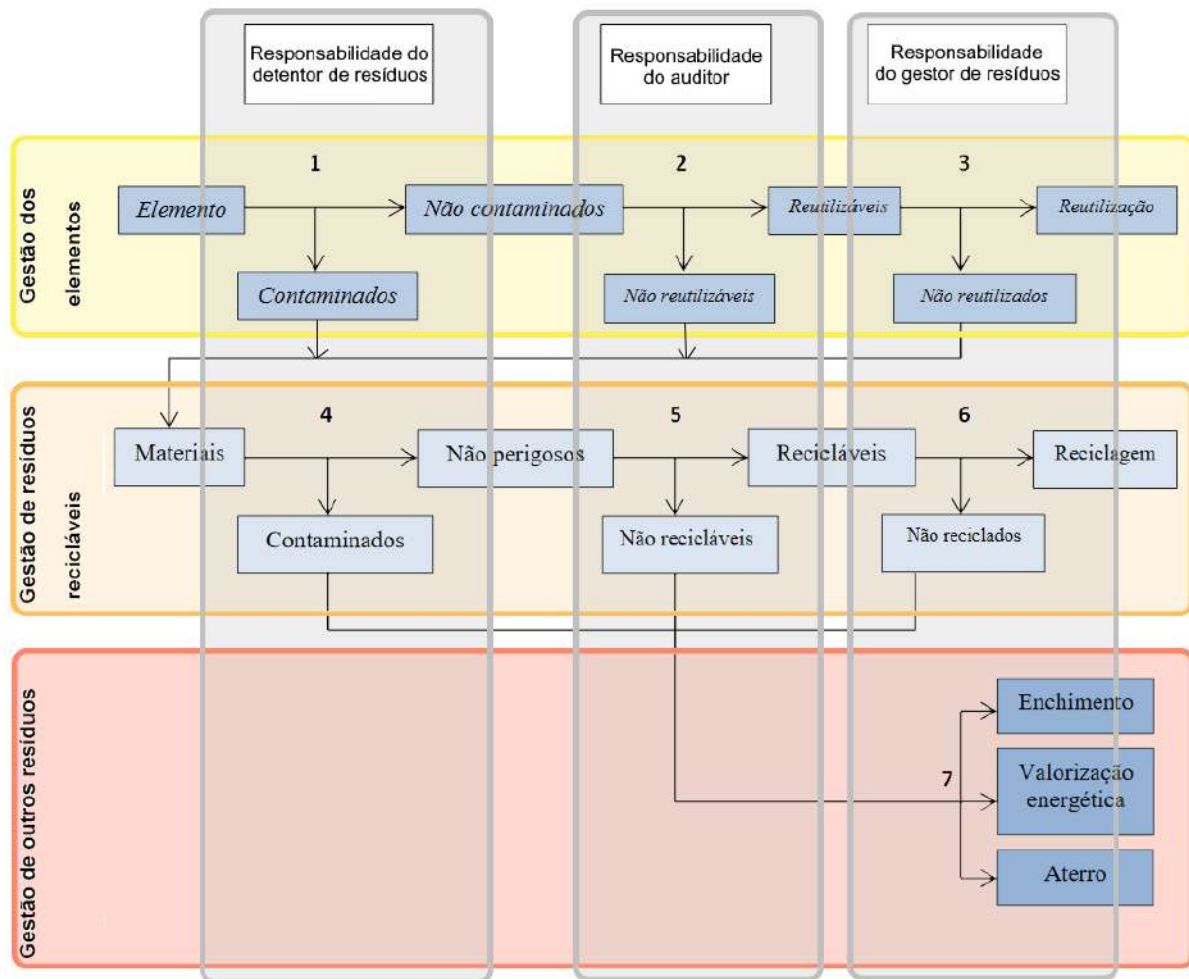 Responsabilidade do
detentor de resíduos
Responsabilidade
do auditor
Responsabilidade
do gestor de resíduos
Gestão dos
elementos
1
2
3
Elemento
Não contaminados
Reutilizáveis
Reutilização
Contaminados
Não reutilizáveis
Não reutilizados
Gestão de resíduos
recicláveis
4
5
6
Materiais
Não perigosos
Recicláveis
Reciclagem
Contaminados
Não recicláveis
Não reciclados
Gestão de outros resíduos
7
Enchimento
Valorização
energética
Aterro